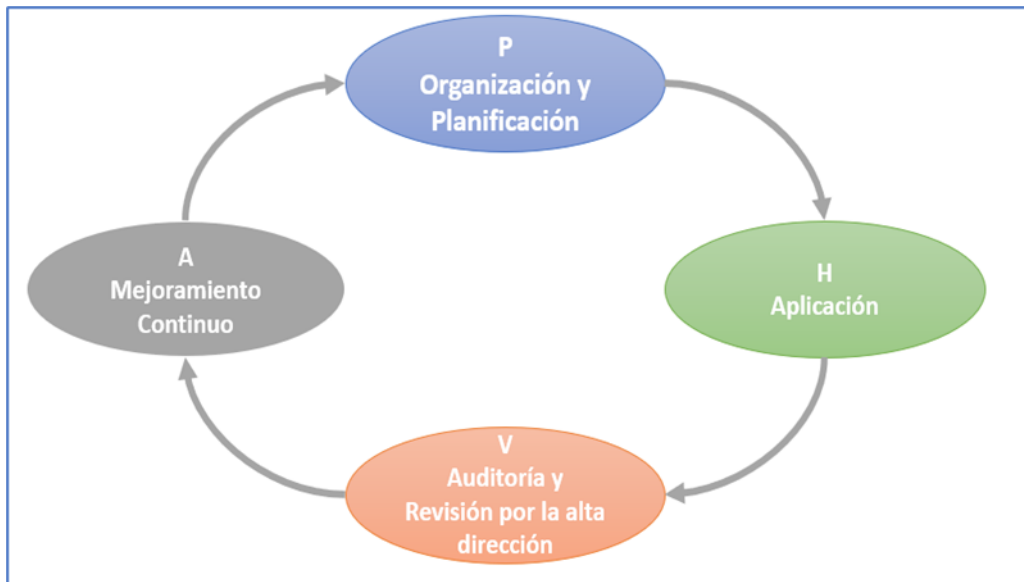 P
Organización y
Planificación
H
Aplicación
V
Auditoría y
Revisión por la alta
dirección
A
Mejoramiento
Continuo